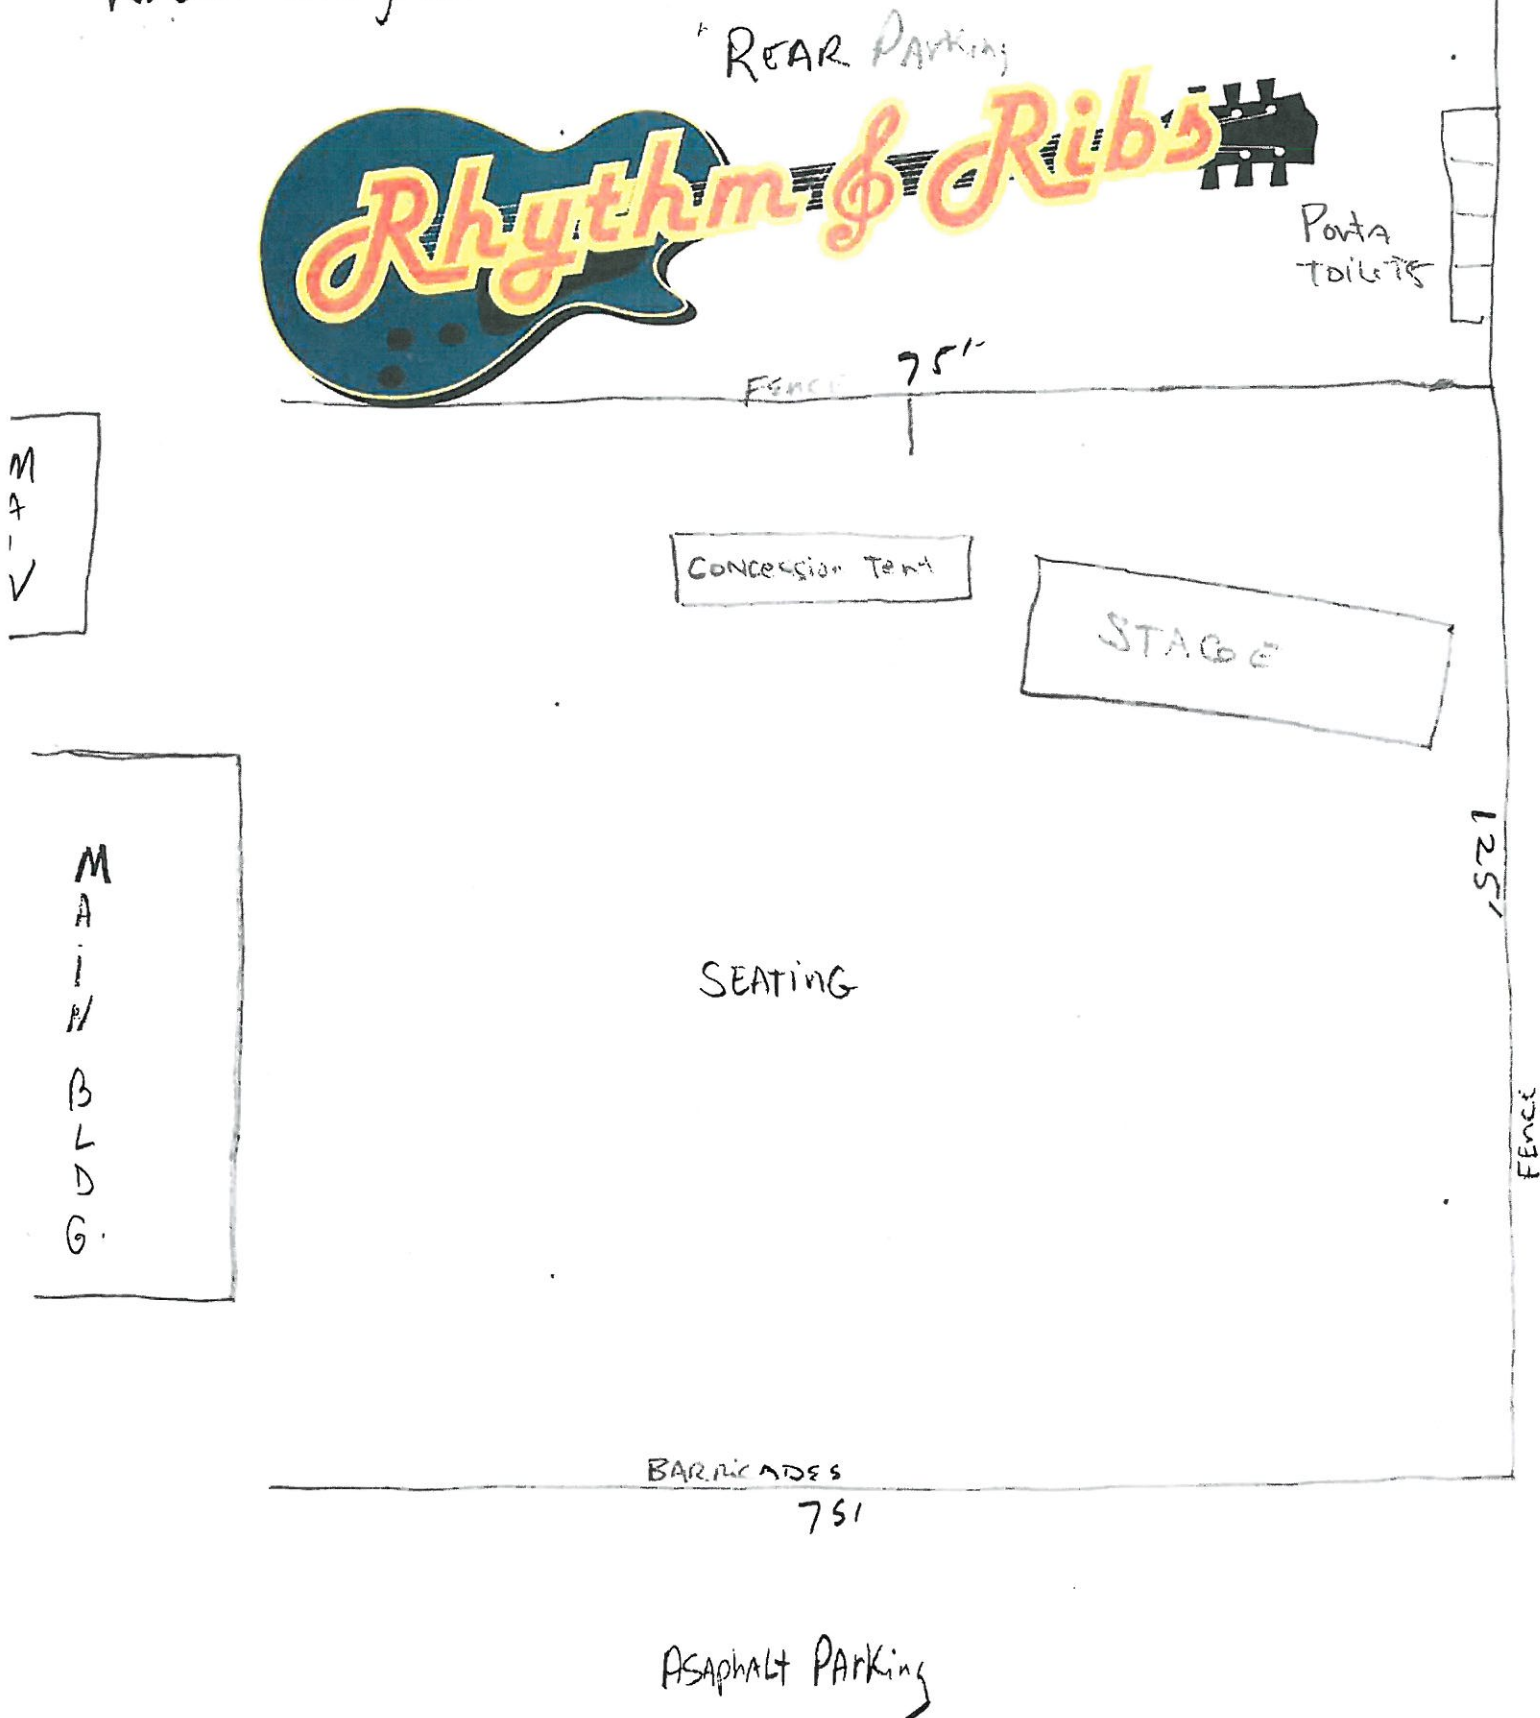 REAR Parking
Rhythm & Ribs
Porta
toilets
75'
Fence
M
A
I
V
Concession Tent
STAGE
125'
SEATING
MAIN BLDG.
Fence
BARRICADES
75'
ASAPHALT PARKing